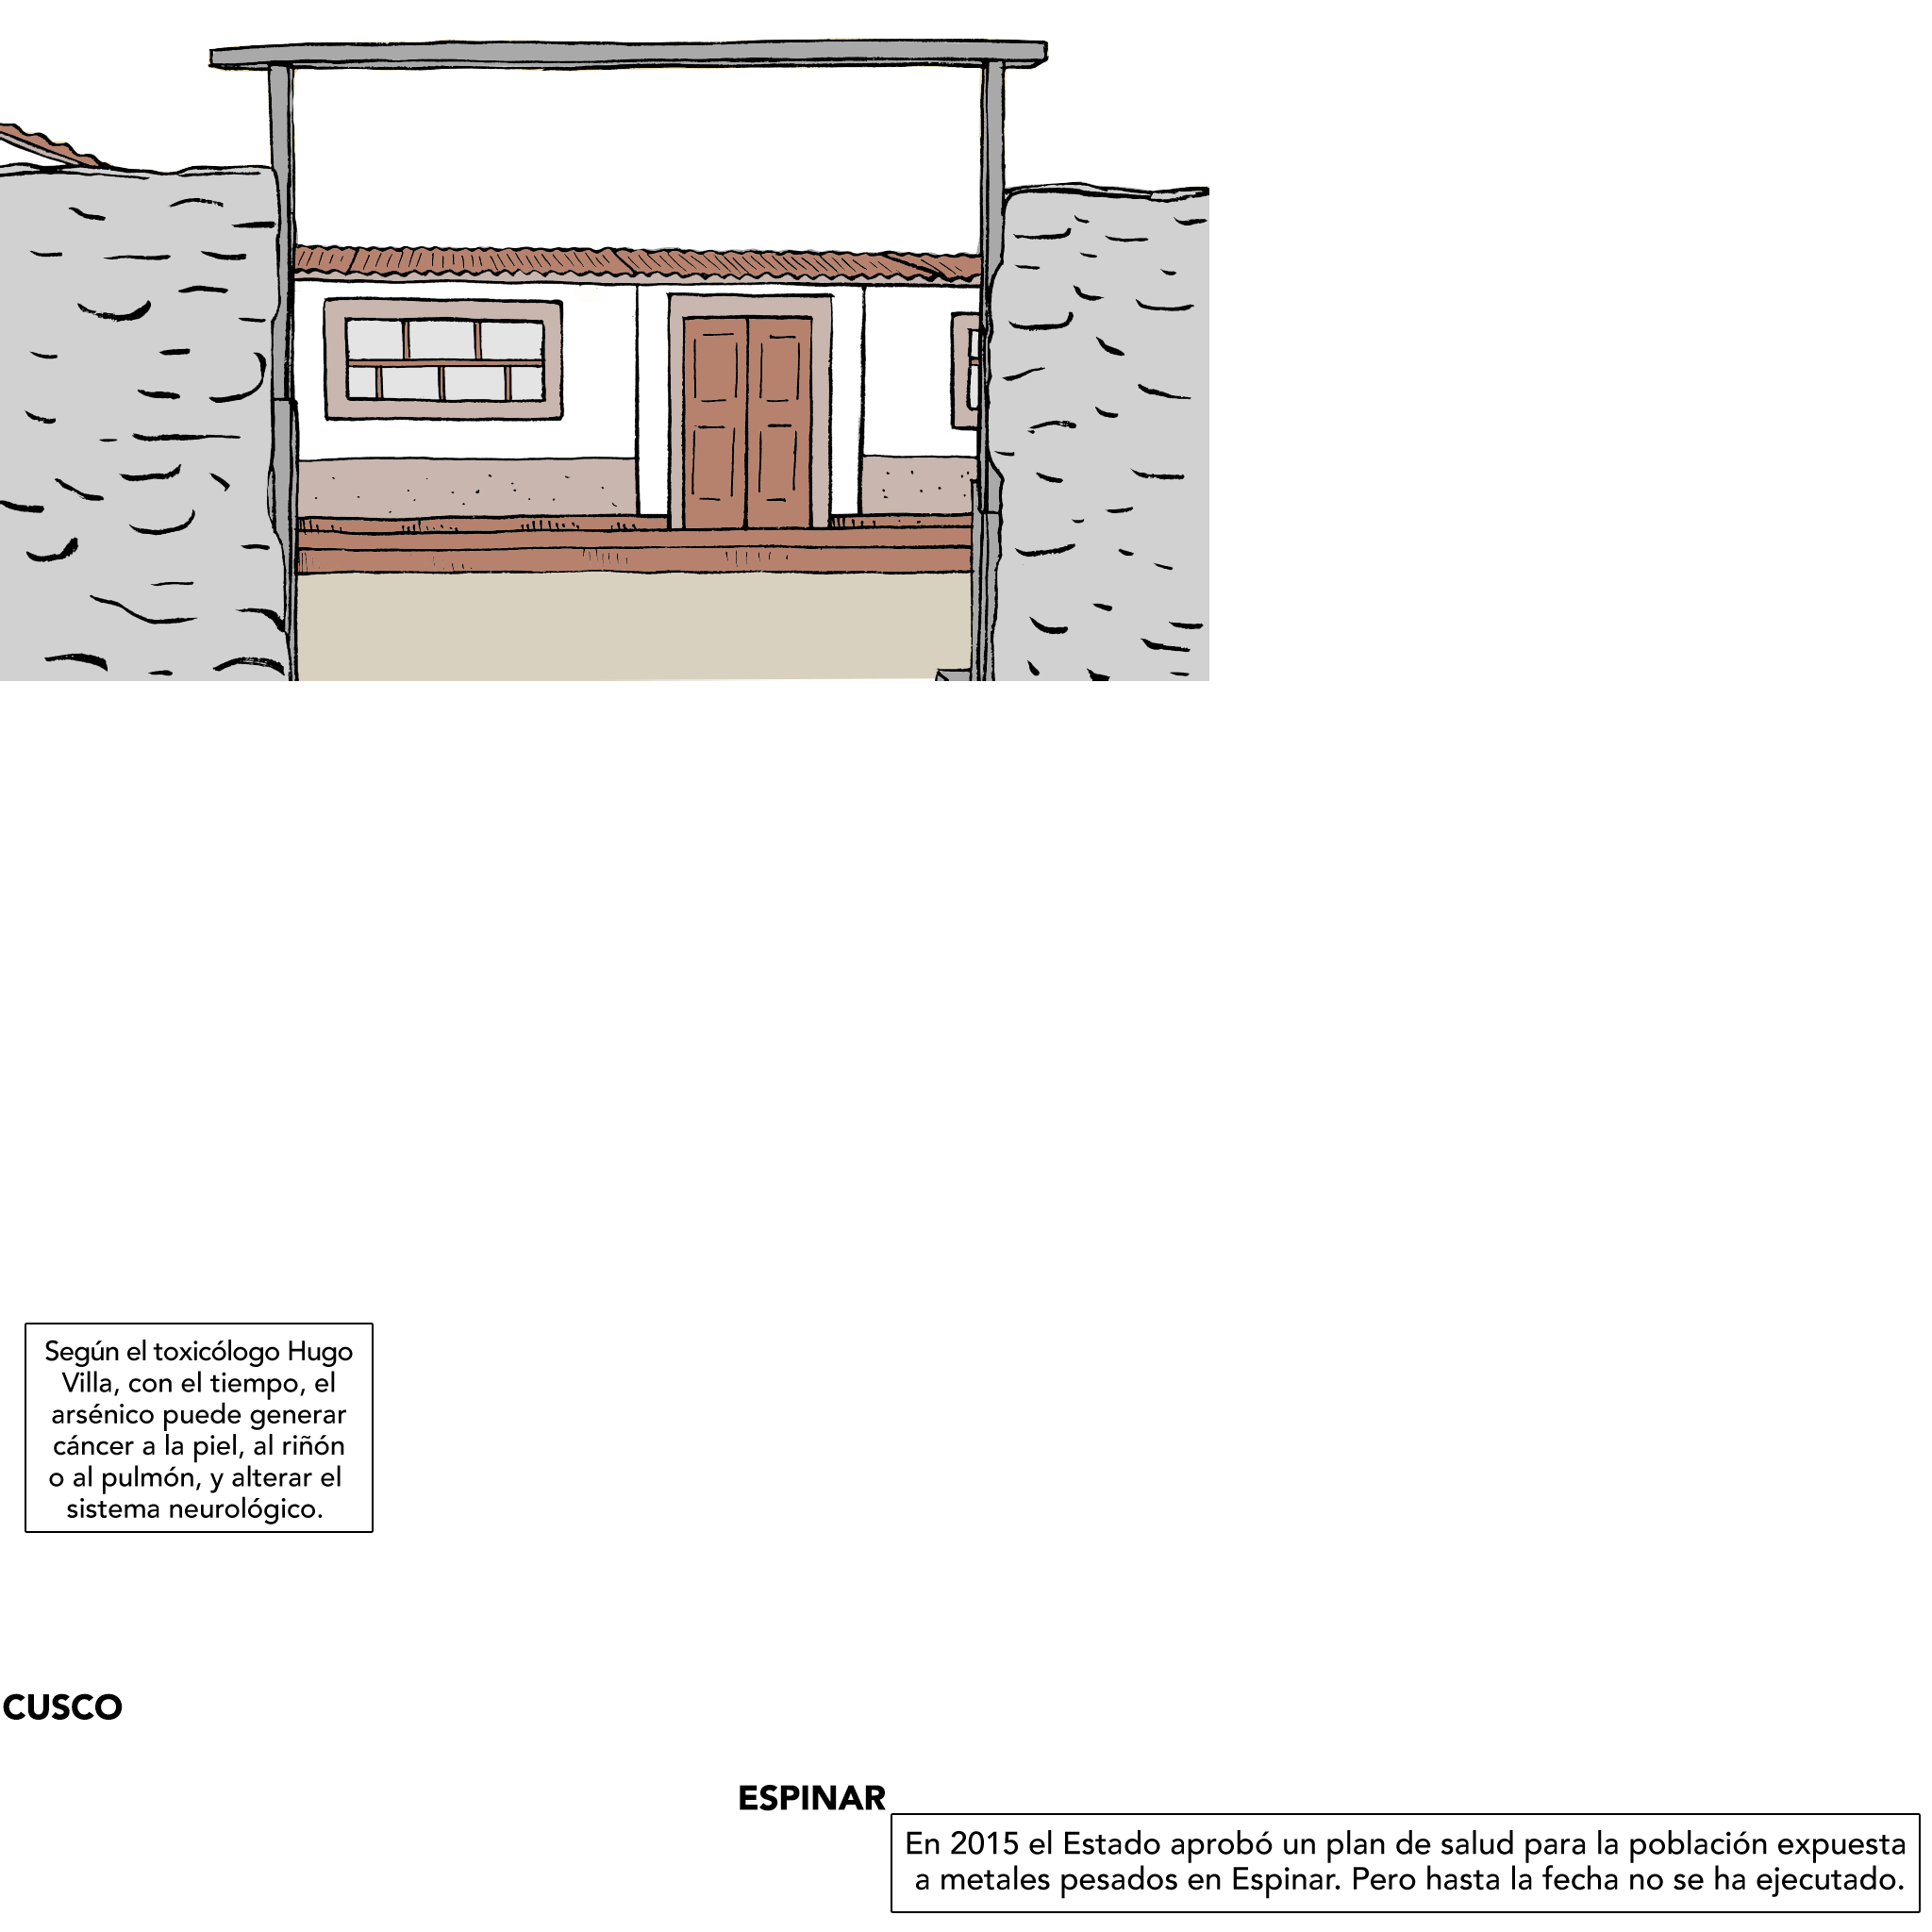 Según el toxicólogo Hugo
Villa, con el tiempo, el
arsénico puede generar
cáncer a la piel, al riñón
o al pulmón, y alterar el
sistema neurológico.
CUSCO
ESPINAR
En 2015 el Estado aprobó un plan de salud para la población expuesta
a metales pesados en Espinar. Pero hasta la fecha no se ha ejecutado.